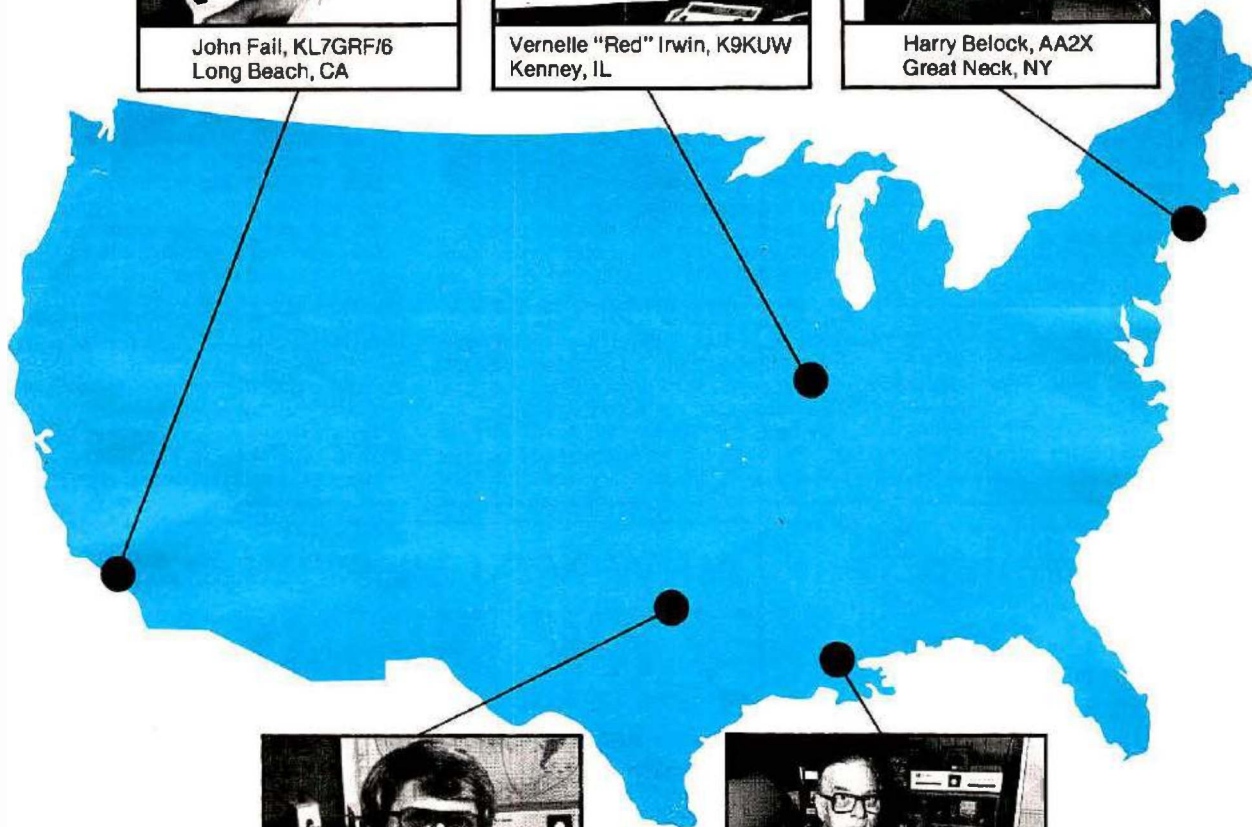 John Fail, KL7GRF/6
Long Beach, CA
Vernelle "Red" Irwin, K9KUW
Kenney, IL
Harry Belock, AA2X
Great Neck, NY